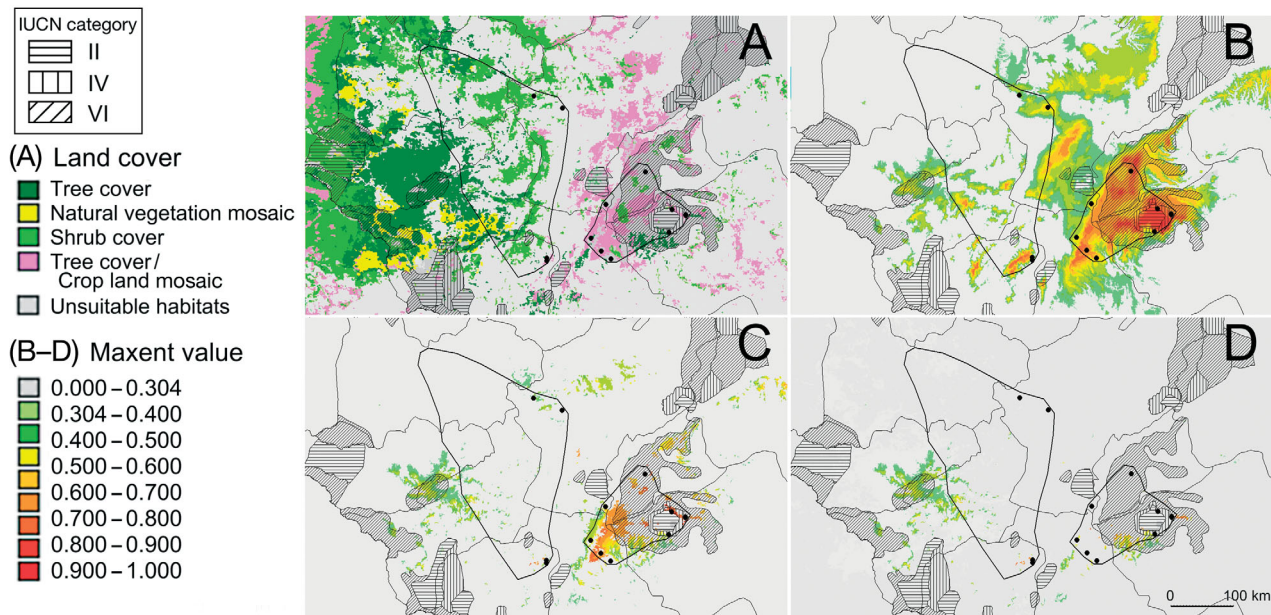 IUCN category
II
IV
VI
(A) Land cover
Tree cover
Natural vegetation mosaic
Shrub cover
Tree cover/
Crop land mosaic
Unsuitable habitats
(B–D) Maxent value
0.000–0.304
0.304–0.400
0.400–0.500
0.500–0.600
0.600–0.700
0.700–0.800
0.800–0.900
0.900–1.000
A
B
C
D
0 100 km